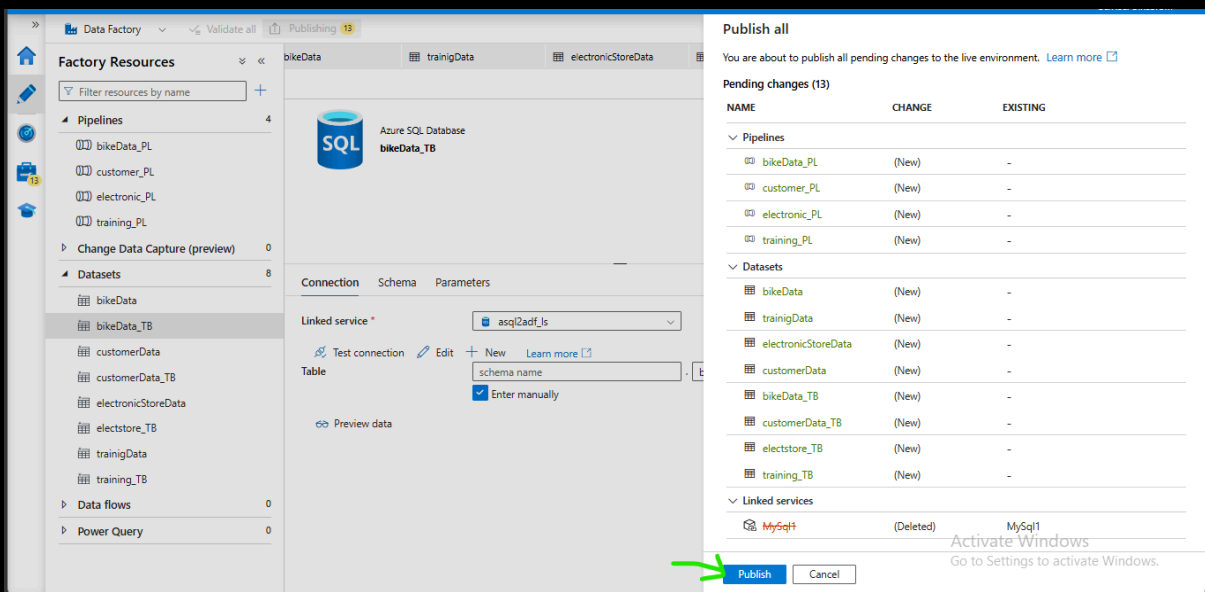 Data Factory
Validate all
Publishing 13
Factory Resources
Filter resources by name
Pipelines 4
bikeData_PL
customer_PL
electronic_PL
training_PL
Change Data Capture (preview) 0
Datasets 8
bikeData
bikeData_TB
customerData
customerData_TB
electronicStoreData
electstore_TB
trainigData
training_TB
Data flows 0
Power Query 0
13
bikeData
trainigData
electronicStoreData
SQL
Azure SQL Database
bikeData_TB
Connection Schema Parameters
Linked service *
asql2adf_ls
Test connection Edit New Learn more
Table
schema name
.
Enter manually
Preview data
Publish all
You are about to publish all pending changes to the live environment. Learn more
Pending changes (13)
NAME CHANGE EXISTING
Pipelines
bikeData_PL (New) -
customer_PL (New) -
electronic_PL (New) -
training_PL (New) -
Datasets
bikeData (New) -
trainigData (New) -
electronicStoreData (New) -
customerData (New) -
bikeData_TB (New) -
customerData_TB (New) -
electstore_TB (New) -
training_TB (New) -
Linked services
MySql1 (Deleted) MySql1
Activate Windows
Go to Settings to activate Windows.
Publish Cancel